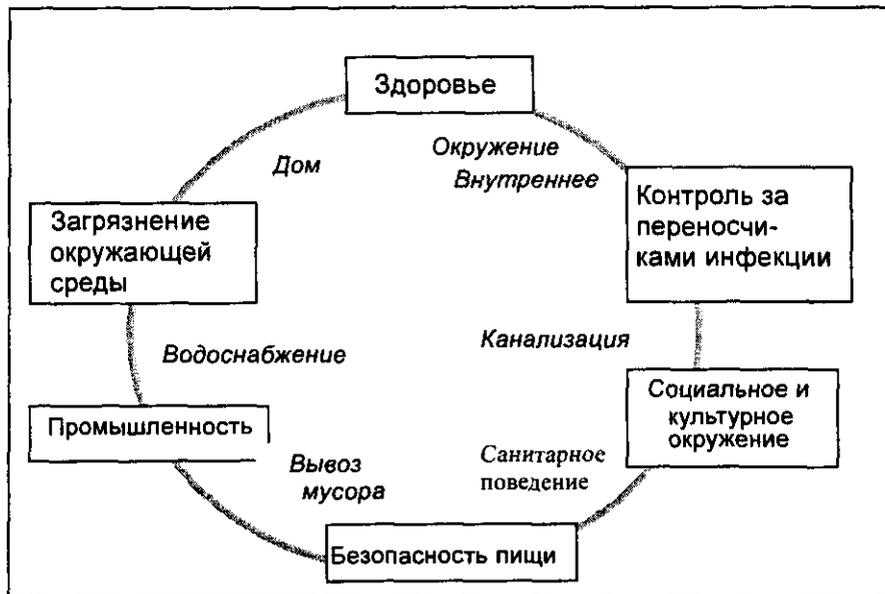 Здоровье
Дом
Окружение
Внутреннее
Загрязнение
окружающей
среды
Контроль за
переносчи-
ками инфекции
Водоснабжение
Канализация
Промышленность
Социальное и
культурное
окружение
Вывоз
мусора
Санитарное
поведение
Безопасность пищи